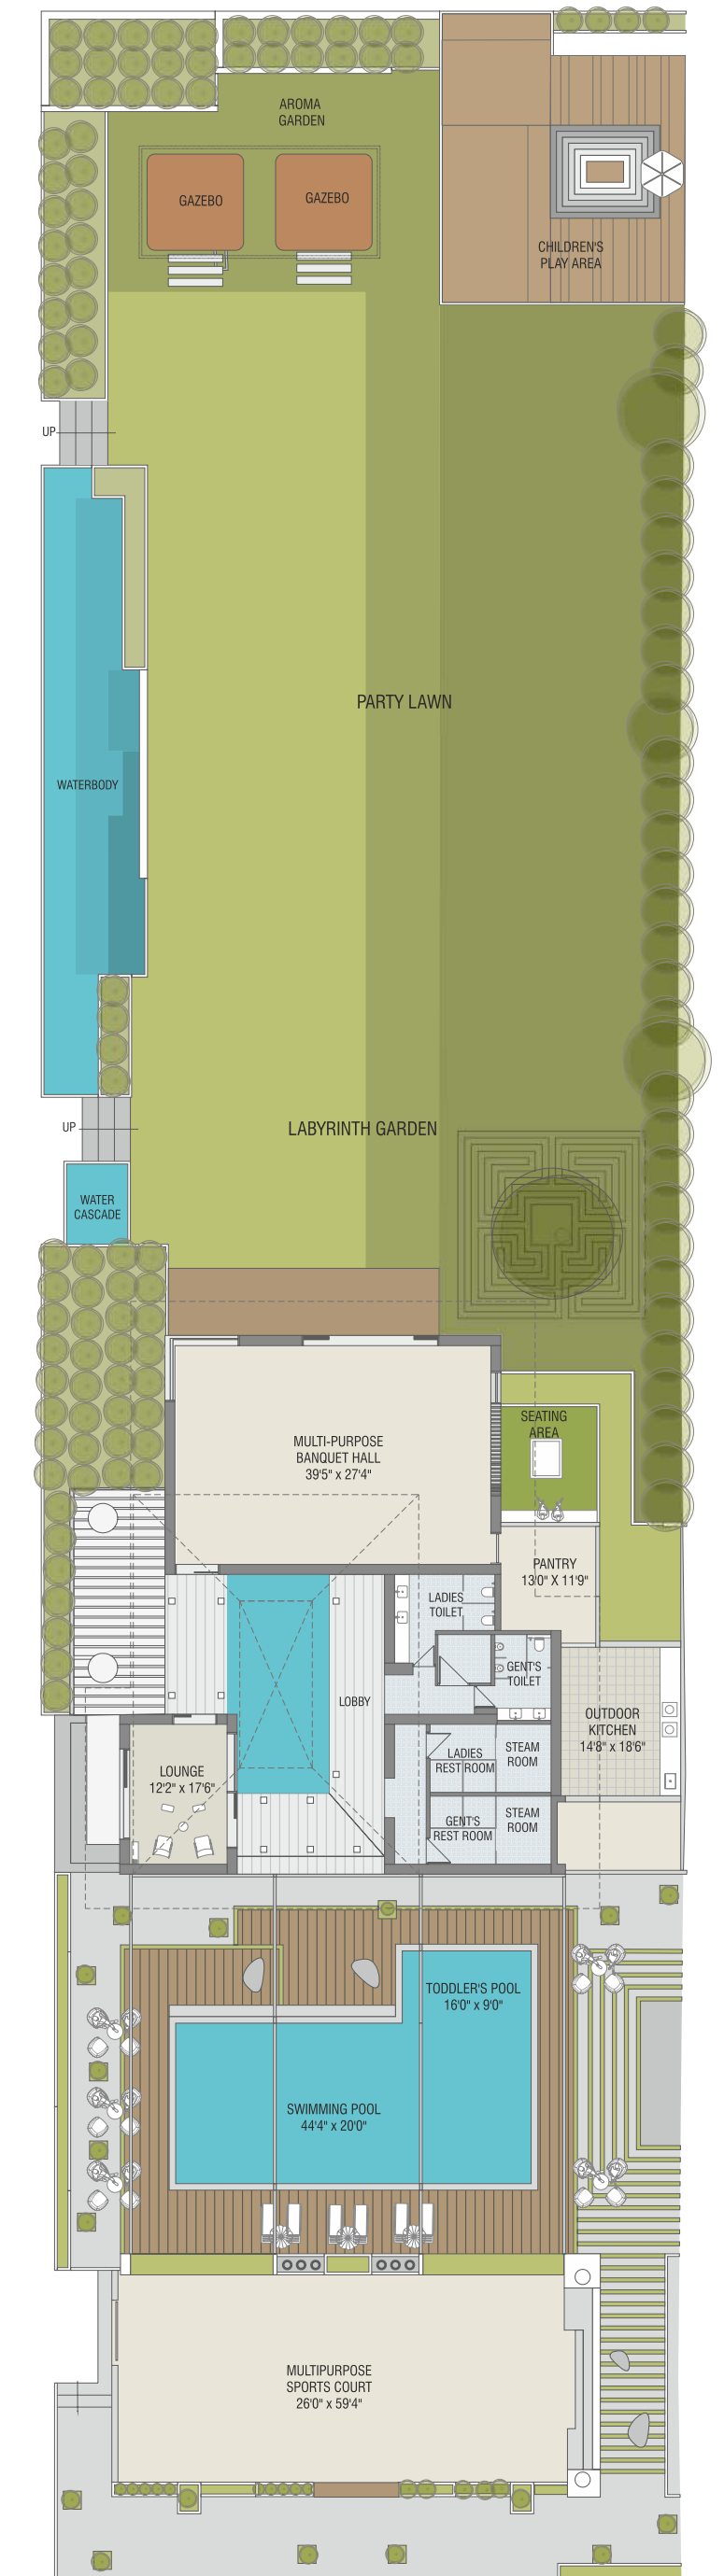 AROMA
GARDEN
GAZEBO
GAZEBO
CHILDREN'S
PLAY AREA
UP
PARTY LAWN
WATERBODY
UP
LABYRINTH GARDEN
WATER
CASCADE
SEATING
AREA
MULTI-PURPOSE
BANQUET HALL
39'5" x 27'4"
PANTRY
13'0" X 11'9"
LADIES
TOILET
GENT'S
TOILET
LOBBY
OUTDOOR
KITCHEN
14'8" x 18'6"
LOUNGE
12'2" x 17'6"
LADIES
REST ROOM
STEAM
ROOM
GENT'S
REST ROOM
STEAM
ROOM
TODDLER'S POOL
16'0" x 9'0"
SWIMMING POOL
44'4" x 20'0"
MULTIPURPOSE
SPORTS COURT
26'0" x 59'4"